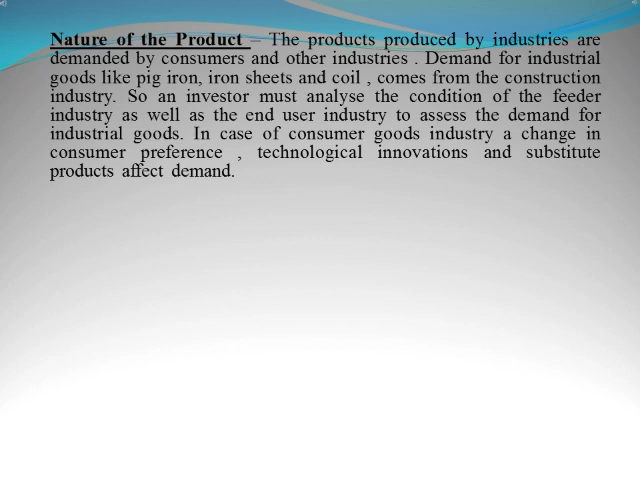 Nature of the Product – The products produced by industries are
demanded by consumers and other industries . Demand for industrial
goods like pig iron, iron sheets and coil , comes from the construction
industry. So an investor must analyse the condition of the feeder
industry as well as the end user industry to assess the demand for
industrial goods. In case of consumer goods industry a change in
consumer preference , technological innovations and substitute
products affect demand.